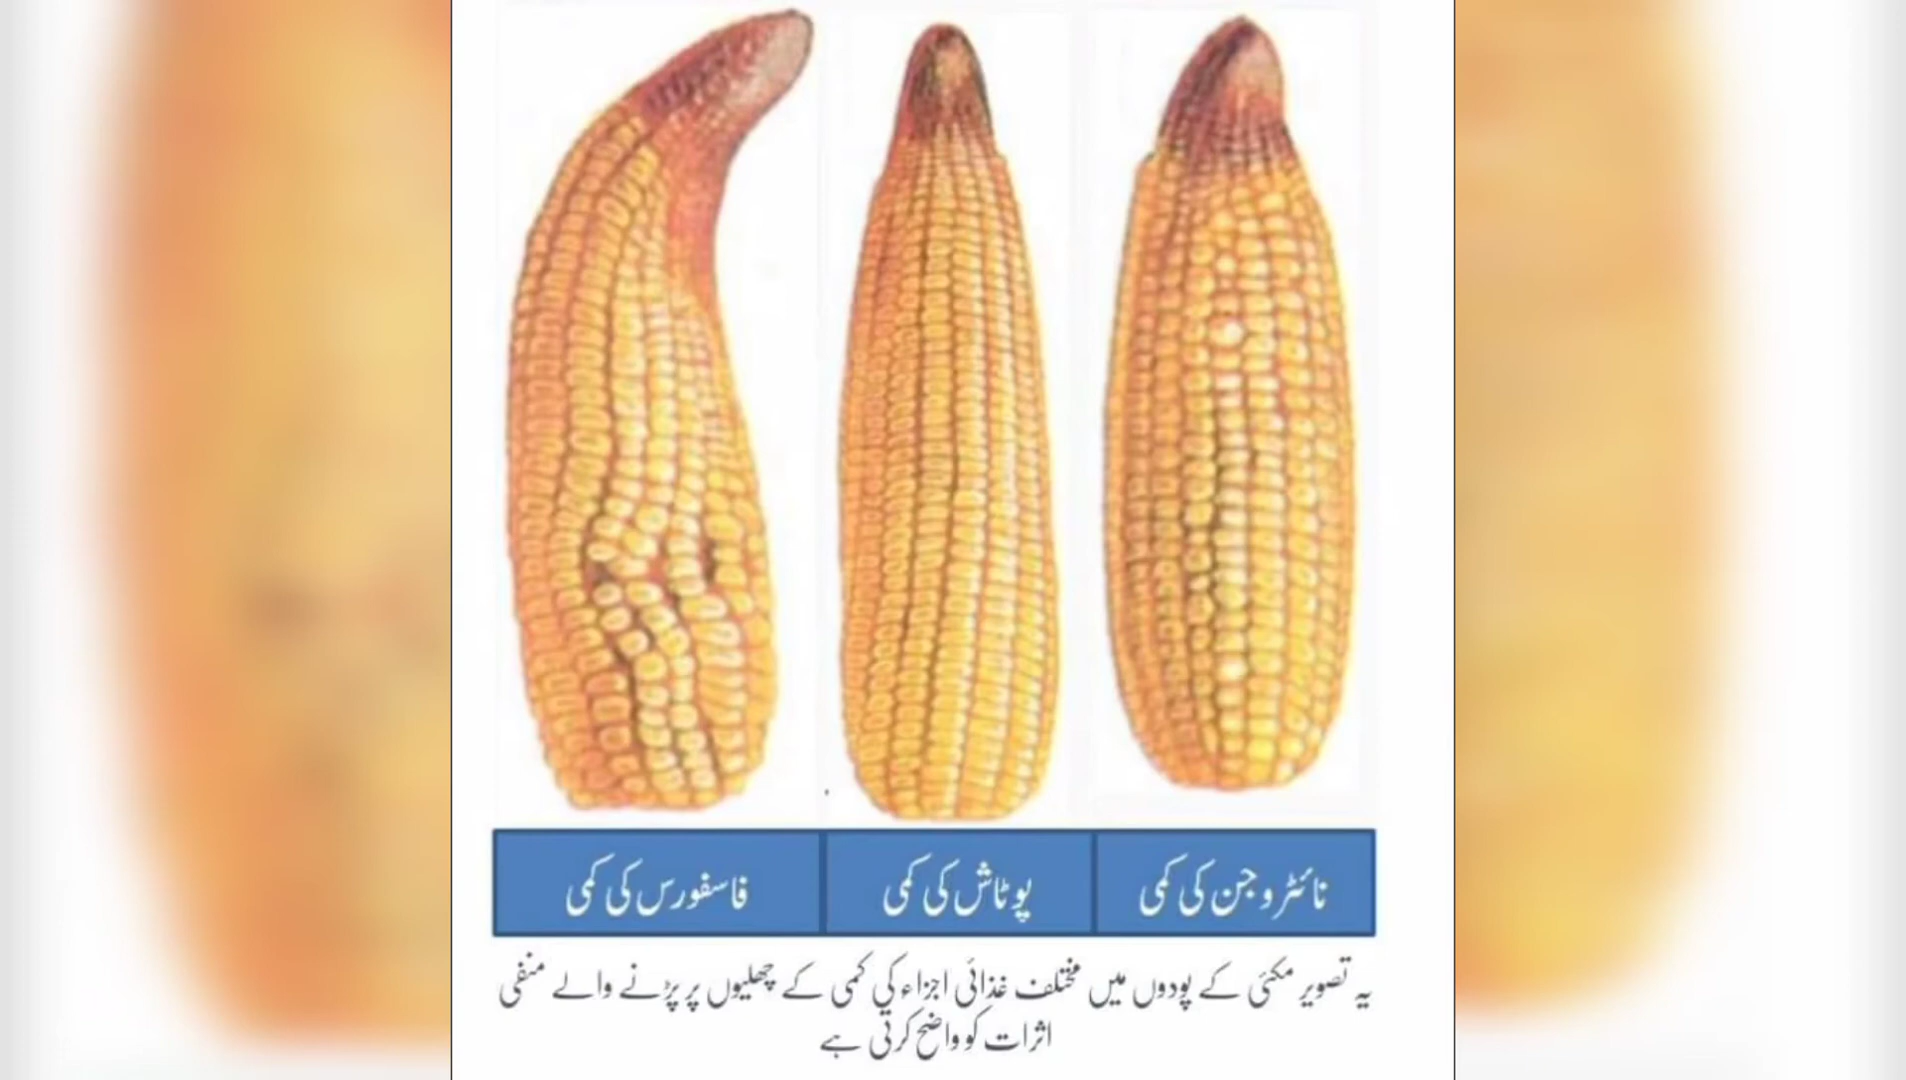 نائٹروجن کی کمی
پوٹاش کی کمی
فاسفورس کی کمی
یہ تصویر مکئی کے پودوں میں مختلف غذائی اجزاء کی کمی کے چھلیوں پر پڑنے والے منفی
اثرات کو واضح کرتی ہے